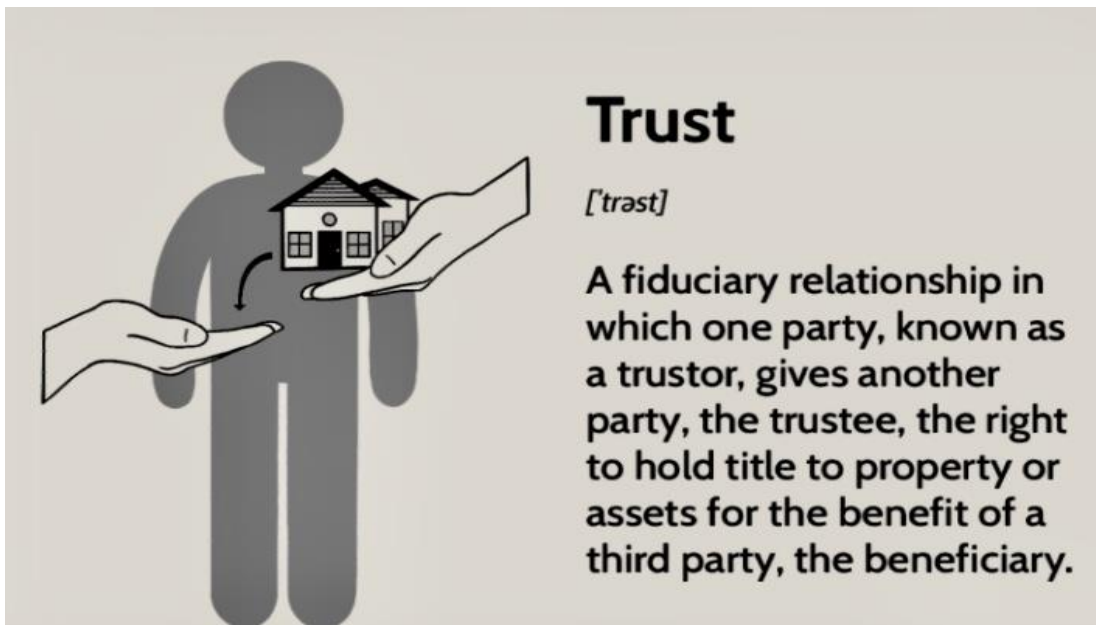 Trust
['trəst]
A fiduciary relationship in
which one party, known as
a trustor, gives another
party, the trustee, the right
to hold title to property or
assets for the benefit of a
third party, the beneficiary.